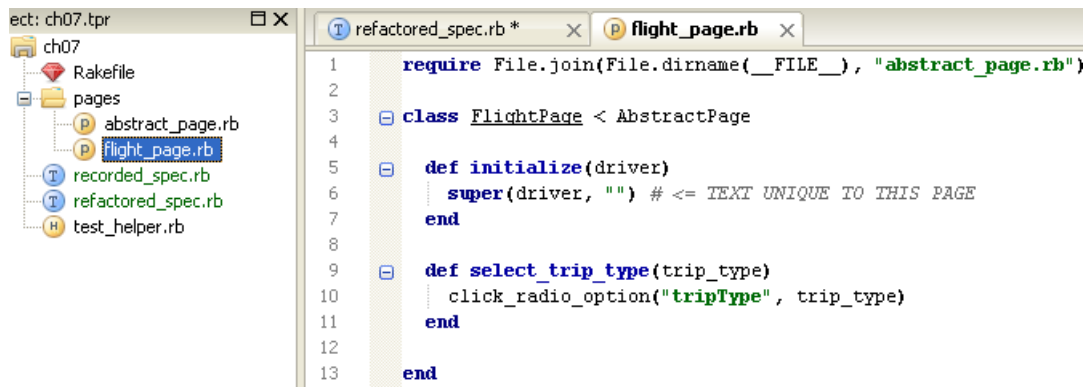 ect: ch07.tpr
ch07
Rakefile
pages
P abstract_page.rb
P flight_page.rb
T recorded_spec.rb
T refactored_spec.rb
H test_helper.rb
T refactored_spec.rb * P flight_page.rb
1 require File.join(File.dirname(__FILE__), "abstract_page.rb")
2
3 class FlightPage < AbstractPage
4
5 def initialize(driver)
6 super(driver, "") # <= TEXT UNIQUE TO THIS PAGE
7 end
8
9 def select_trip_type(trip_type)
10 click_radio_option("tripType", trip_type)
11 end
12
13 end